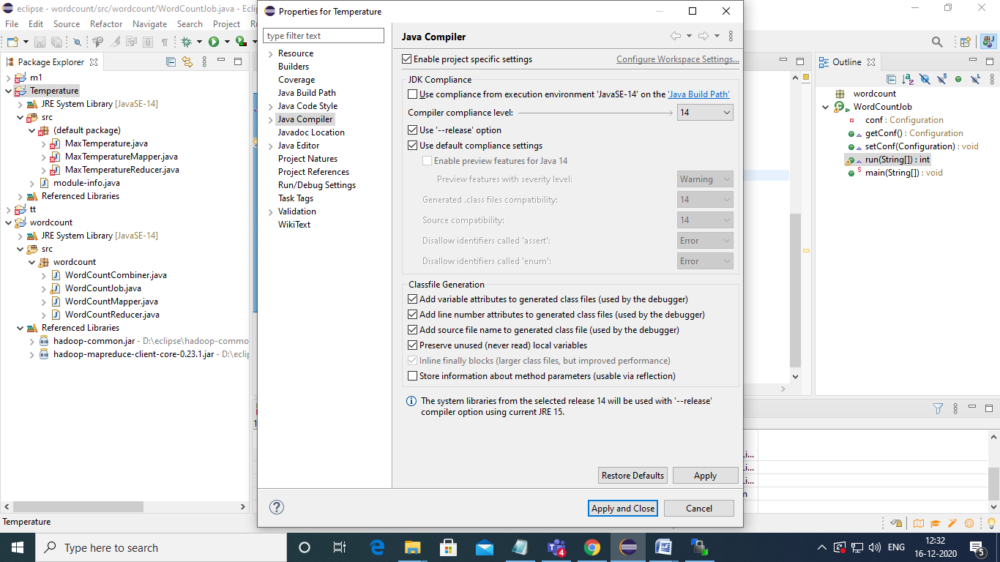 eclipse - wordcount/src/wordcount/WordCountJob.java - Eclipse
File Edit Source Refactor Navigate Search Project
Package Explorer
m1
Temperature
JRE System Library [JavaSE-14]
src
(default package)
MaxTemperature.java
MaxTemperatureMapper.java
MaxTemperatureReducer.java
module-info.java
Referenced Libraries
tt
wordcount
JRE System Library [JavaSE-14]
src
wordcount
WordCountCombiner.java
WordCountJob.java
WordCountMapper.java
WordCountReducer.java
Referenced Libraries
hadoop-common.jar - D:\eclipse\hadoop-commo
hadoop-mapreduce-client-core-0.23.1.jar - D:\eclip
Temperature
Properties for Temperature
type filter text
Resource
Builders
Coverage
Java Build Path
Java Code Style
Java Compiler
Javadoc Location
Java Editor
Project Natures
Project References
Run/Debug Settings
Task Tags
Validation
WikiText
Java Compiler
Enable project specific settings Configure Workspace Settings...
JDK Compliance
Use compliance from execution environment 'JavaSE-14' on the 'Java Build Path'
Compiler compliance level: 14
Use '--release' option
Use default compliance settings
Enable preview features for Java 14
Preview features with severity level: Warning
Generated .class files compatibility: 14
Source compatibility: 14
Disallow identifiers called 'assert': Error
Disallow identifiers called 'enum': Error
Classfile Generation
Add variable attributes to generated class files (used by the debugger)
Add line number attributes to generated class files (used by the debugger)
Add source file name to generated class file (used by the debugger)
Preserve unused (never read) local variables
Inline finally blocks (larger class files, but improved performance)
Store information about method parameters (usable via reflection)
The system libraries from the selected release 14 will be used with '--release'
compiler option using current JRE 15.
Restore Defaults Apply
Apply and Close Cancel
Outline
wordcount
WordCountJob
conf : Configuration
getConf() : Configuration
setConf(Configuration) : void
run(String[]) : int
main(String[]) : void
Type here to search
4
ENG
12:32
16-12-2020
5